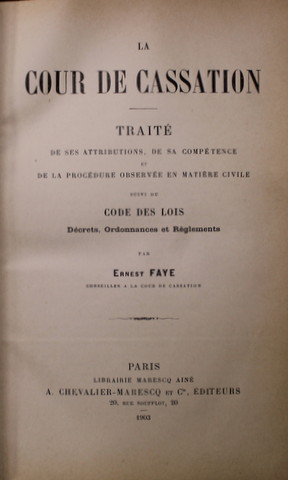 LA
COUR DE CASSATION
TRAITÉ
DE SES ATTRIBUTIONS, DE SA COMPÉTENCE
ET
DE LA PROCÉDURE OBSERVÉE EN MATIÈRE CIVILE
SUIVI DU
CODE DES LOIS
Décrets, Ordonnances et Règlements
PAR
ERNEST FAYE
CONSEILLER A LA COUR DE CASSATION
PARIS
LIBRAIRIE MARESCQ AINÉ
A. CHEVALIER-MARESCQ ET Cie, ÉDITEURS
20, RUE SOUFFLOT, 20
1903